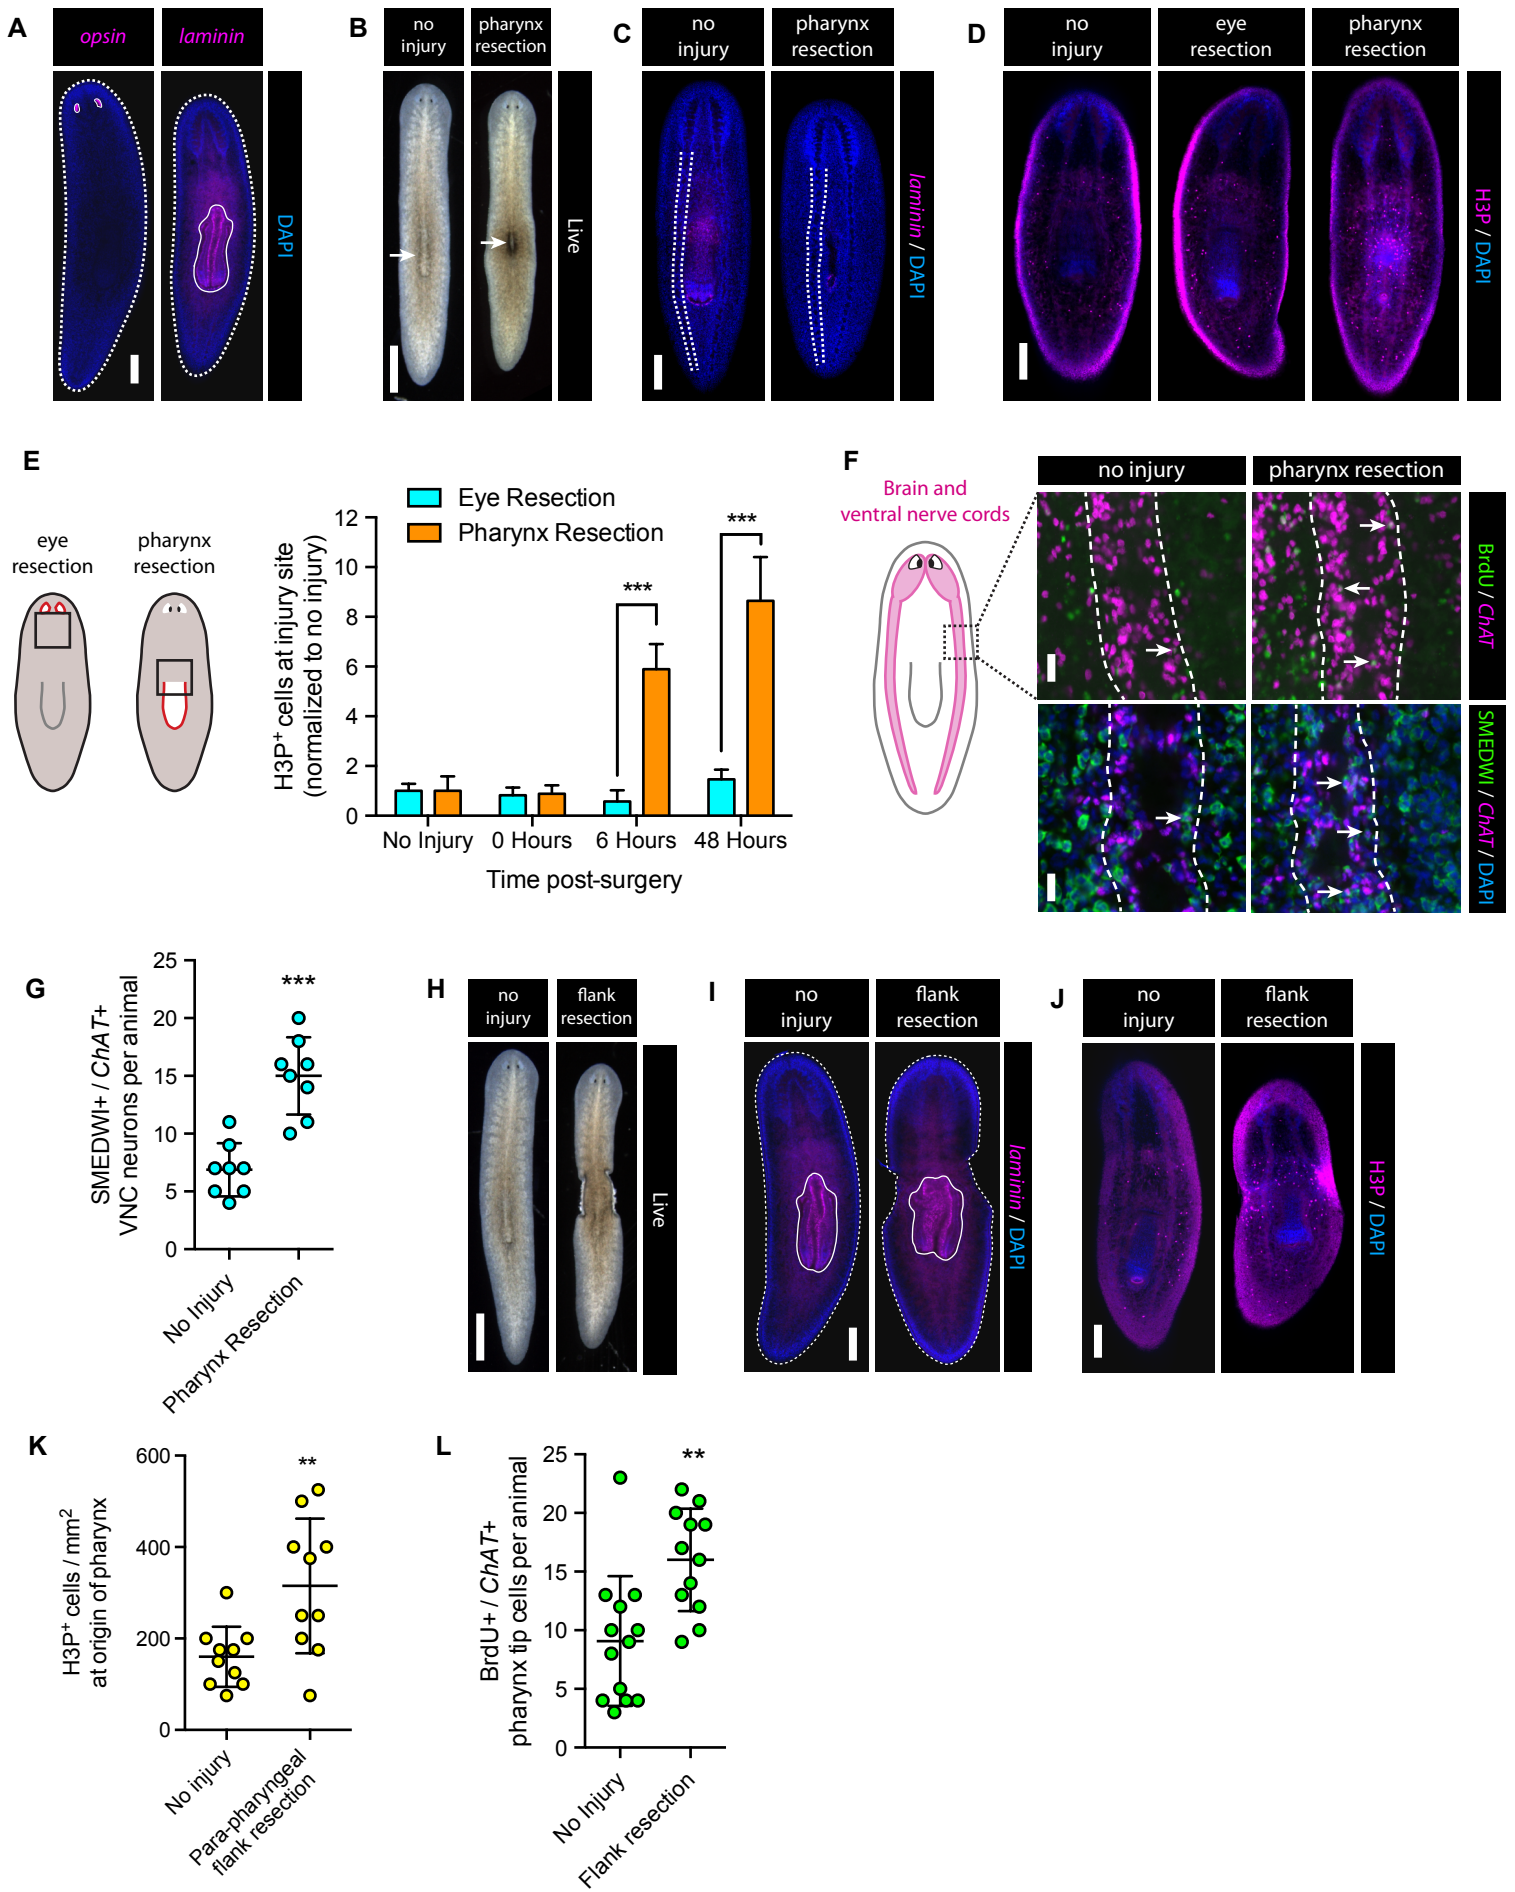 A
opsin
laminin
DAPI
B
no
injury
pharynx
resection
Live
C
no
injury
pharynx
resection
laminin / DAPI
D
no
injury
eye
resection
pharynx
resection
H3P / DAPI
E
eye
resection
pharynx
resection
Eye Resection
Pharynx Resection
H3P+ cells at injury site
(normalized to no injury)
12
10
8
6
4
2
0
***
***
No Injury
0 Hours
6 Hours
48 Hours
Time post-surgery
F
Brain and
ventral nerve cords
no injury
pharynx resection
BrdU / ChAT
SMEDWI / ChAT / DAPI
G
SMEDWI+ / ChAT+
VNC neurons per animal
25
20
15
10
5
0
***
No Injury
Pharynx Resection
H
no
injury
flank
resection
Live
I
no
injury
flank
resection
laminin / DAPI
J
no
injury
flank
resection
H3P / DAPI
K
H3P+ cells / mm2
at origin of pharynx
600
400
200
0
**
No injury
Para-pharyngeal
flank resection
L
BrdU+ / ChAT+
pharynx tip cells per animal
25
20
15
10
5
0
**
No Injury
Flank resection